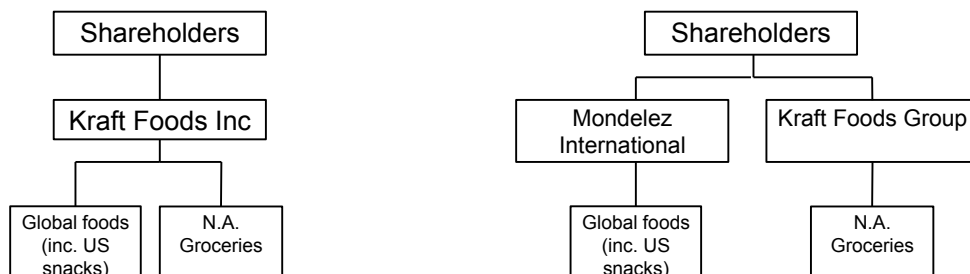 Shareholders
Kraft Foods Inc
Global foods
(inc. US
snacks)
N.A.
Groceries
Shareholders
Mondelez
International
Kraft Foods Group
Global foods
(inc. US
snacks)
N.A.
Groceries